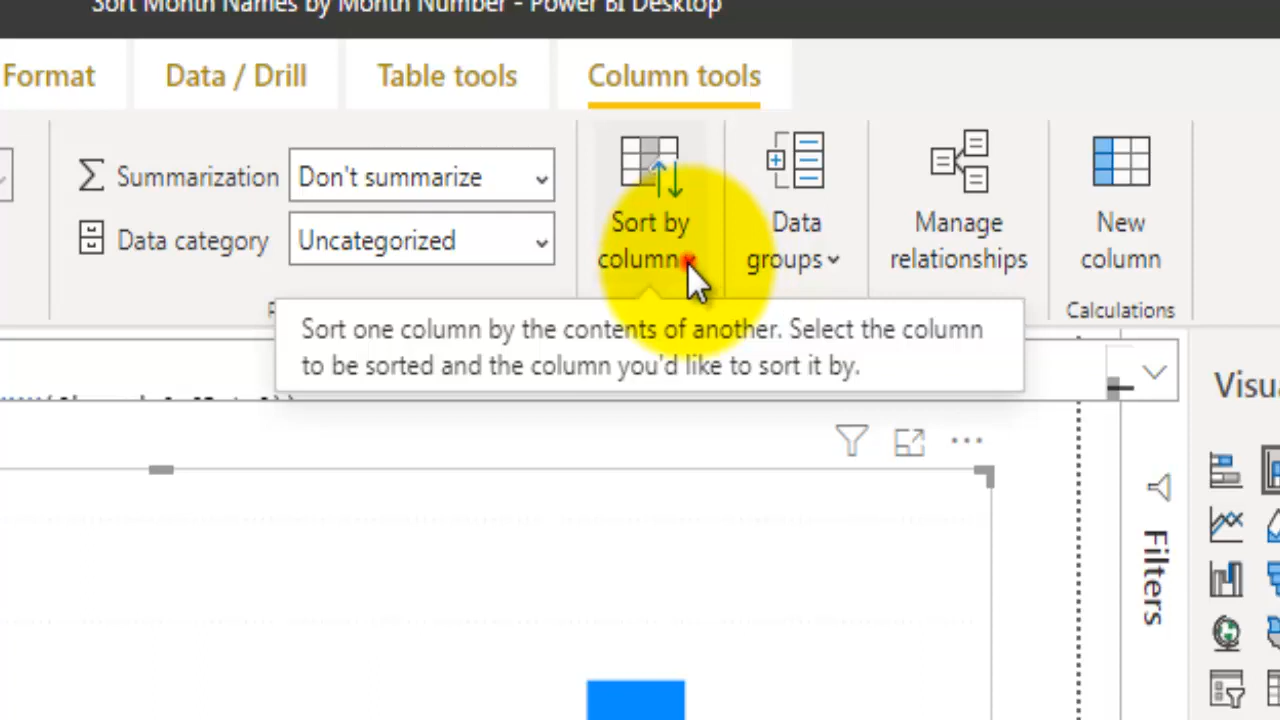 Sort Month Names by Month Number - Power BI Desktop
Format
Data / Drill
Table tools
Column tools
Summarization
Don't summarize
Data category
Uncategorized
Sort by
column
Data
groups
Manage
relationships
New
column
Calculations
Sort one column by the contents of another. Select the column
to be sorted and the column you'd like to sort it by.
Filters